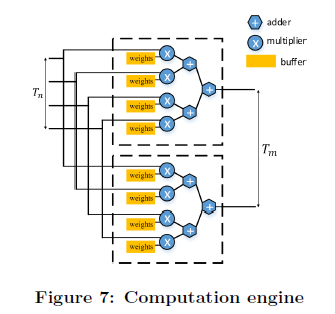 adder
multiplier
buffer
weights
weights
weights
weights
weights
weights
weights
weights
X
X
X
X
X
X
X
X
+
+
+
+
+
+
+
X
Tn
Tm
Figure 7: Computation engine